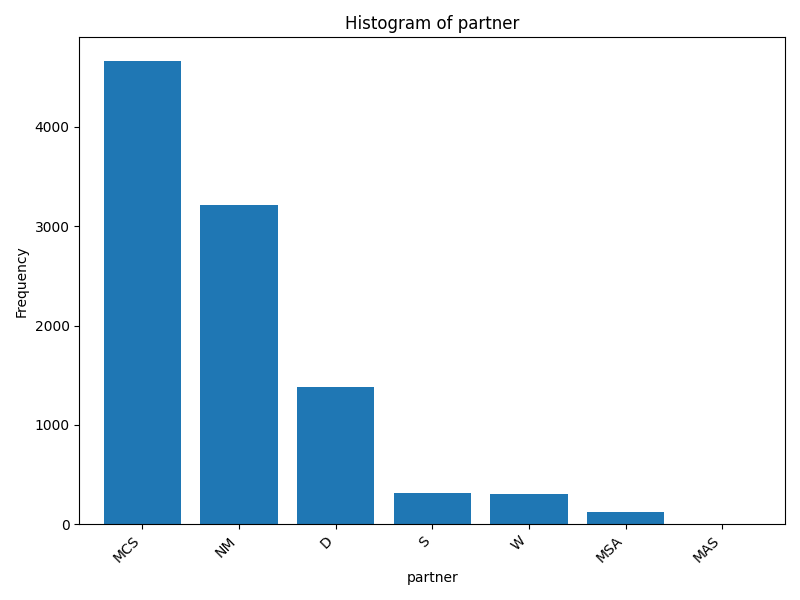 Histogram of partner
Frequency
4000
3000
2000
1000
0
MCS NM D S W MSA MAS
partner